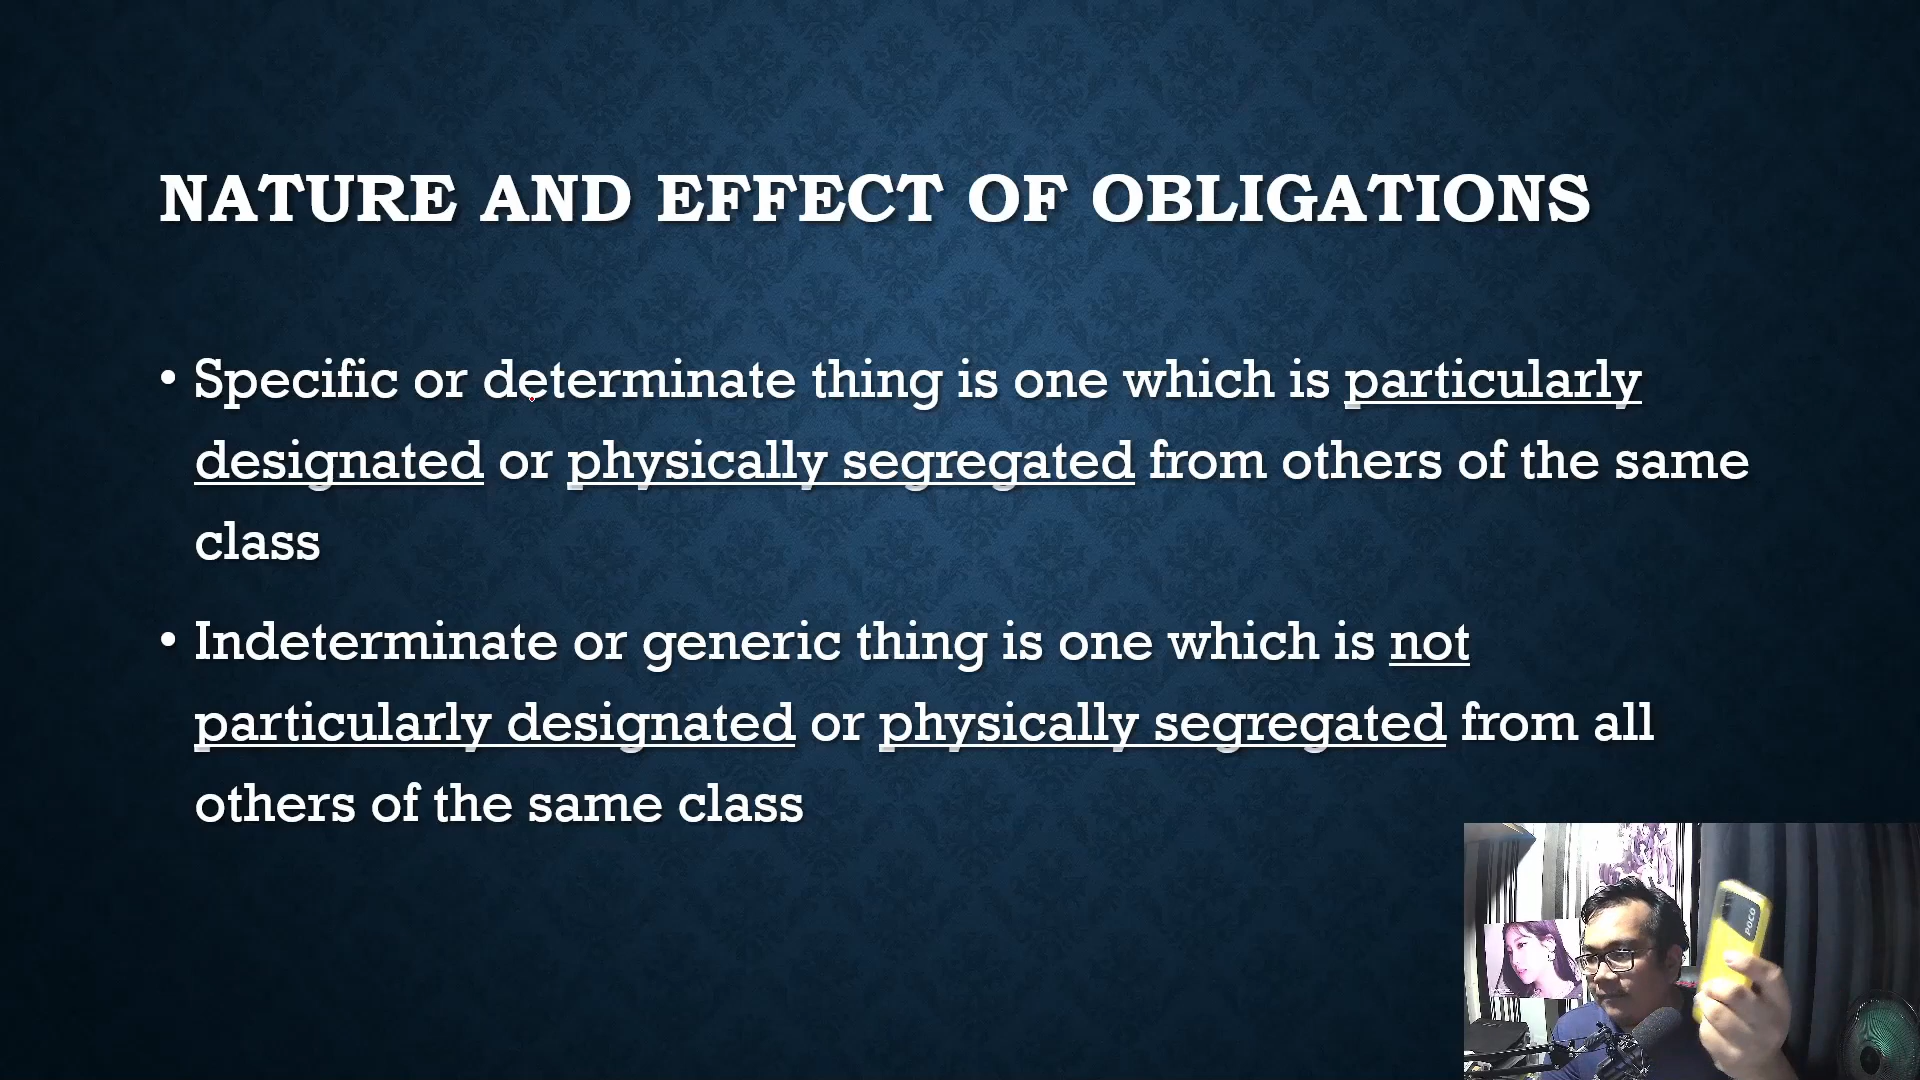 NATURE AND EFFECT OF OBLIGATIONS
• Specific or determinate thing is one which is particularly
designated or physically segregated from others of the same
class
• Indeterminate or generic thing is one which is not
particularly designated or physically segregated from all
others of the same class
POCO